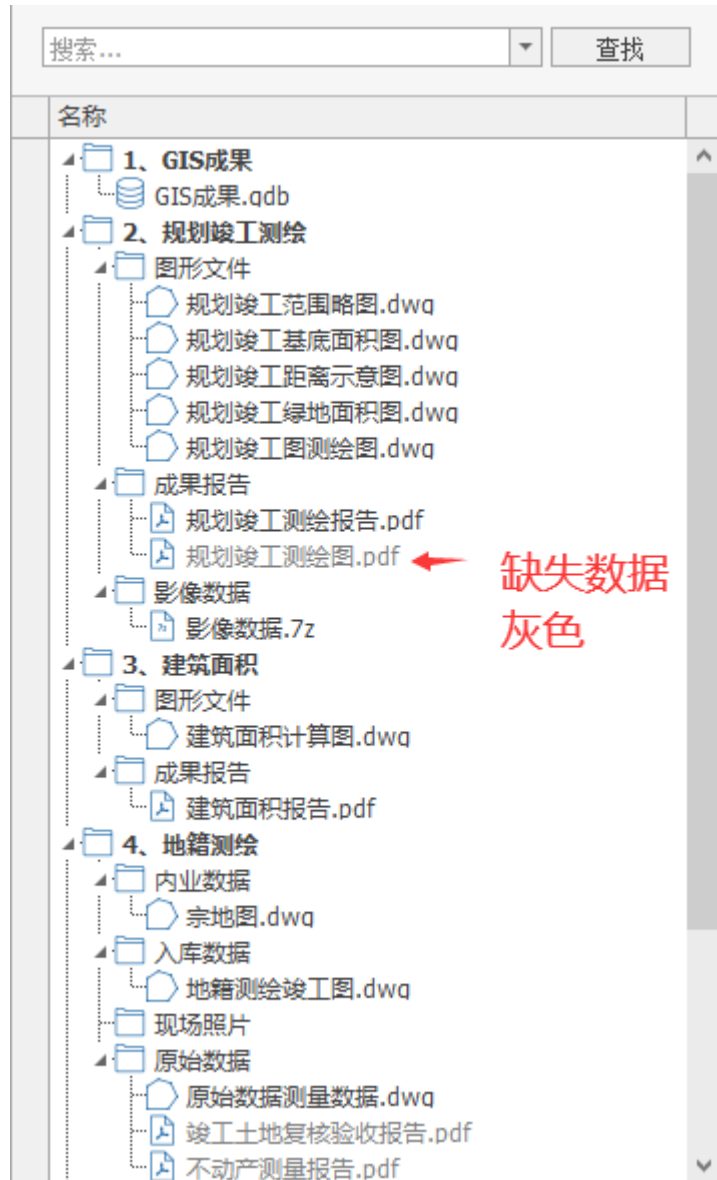 搜索...
查找
名称
1、GIS成果
GIS成果.gdb
2、规划竣工测绘
图形文件
规划竣工范围略图.dwg
规划竣工基底面积图.dwg
规划竣工距离示意图.dwg
规划竣工绿地面积图.dwg
规划竣工图测绘图.dwg
成果报告
规划竣工测绘报告.pdf
规划竣工测绘图.pdf
缺失数据
灰色
影像数据
影像数据.7z
3、建筑面积
图形文件
建筑面积计算图.dwg
成果报告
建筑面积报告.pdf
4、地籍测绘
内业数据
宗地图.dwg
入库数据
地籍测绘竣工图.dwg
现场照片
原始数据
原始数据测量数据.dwg
竣工土地复核验收报告.pdf
不动产测量报告.pdf